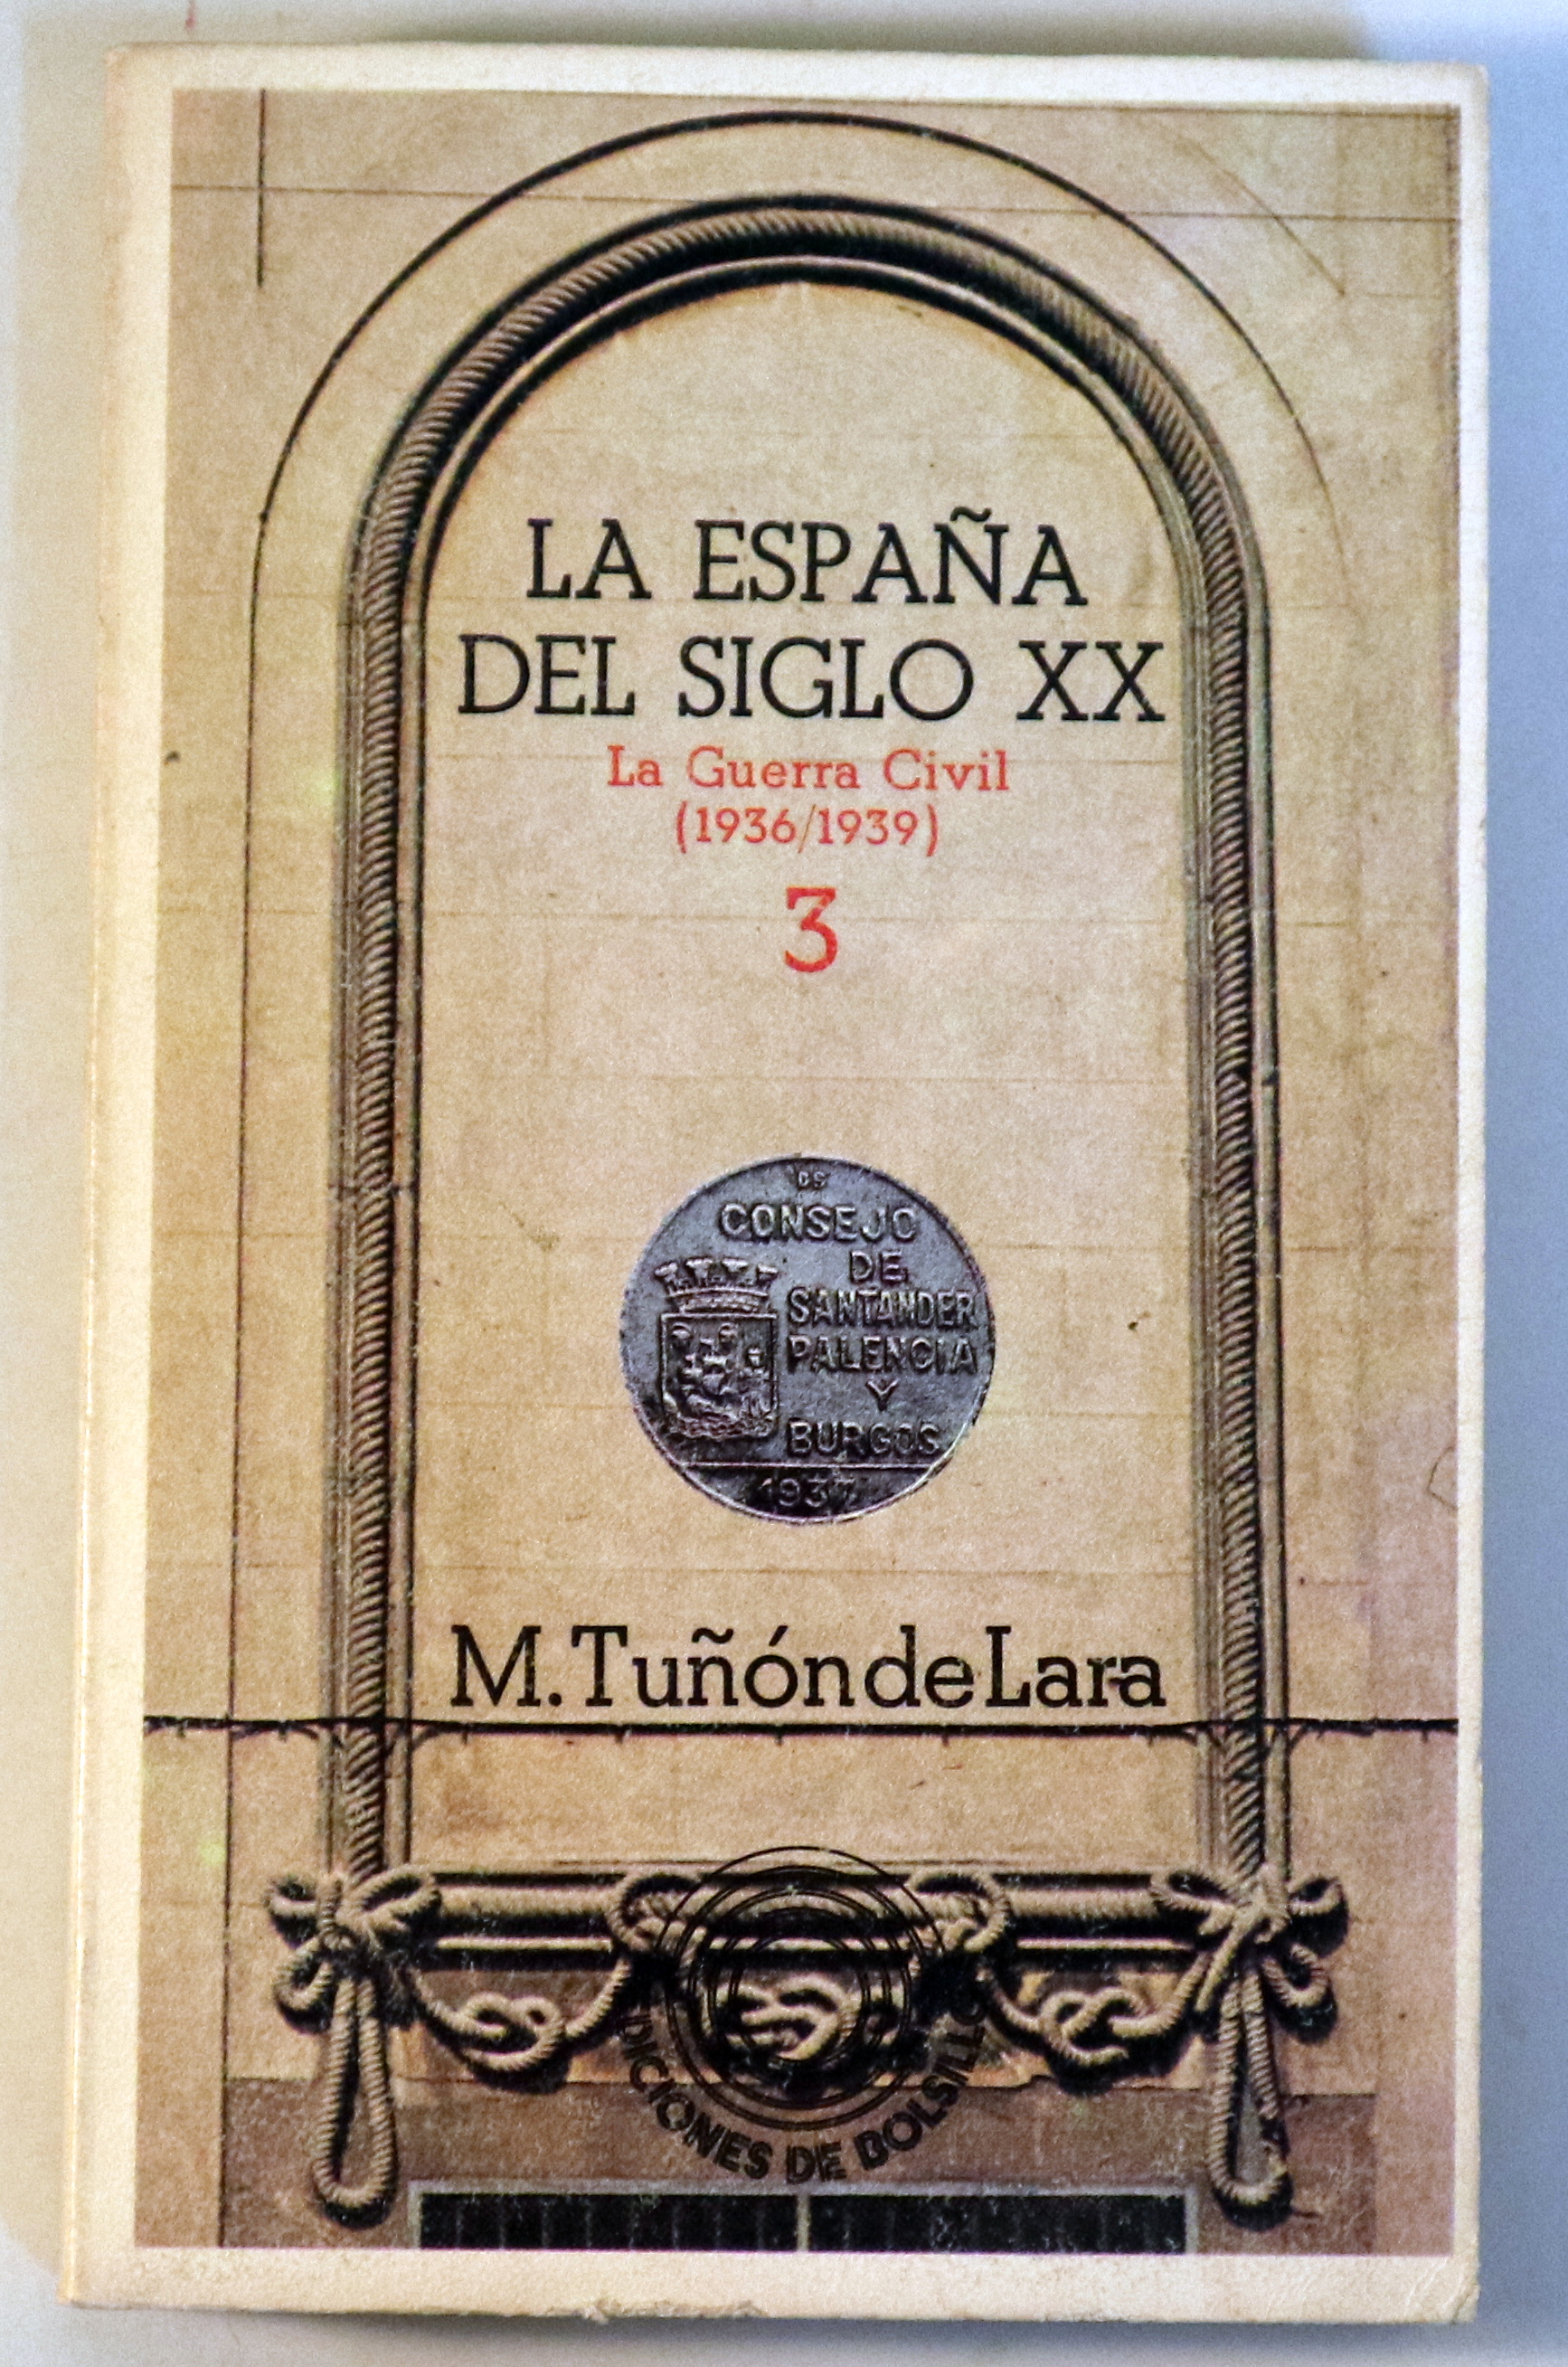 LA ESPAÑA
DEL SIGLO XX
La Guerra Civil
(1936/1939)
3
CONSEJO
DE
SANTANDER
PALENCIA
Y
BURGOS
1937
M. Tuñón de Lara
EDICIONES DE BOLSILLO